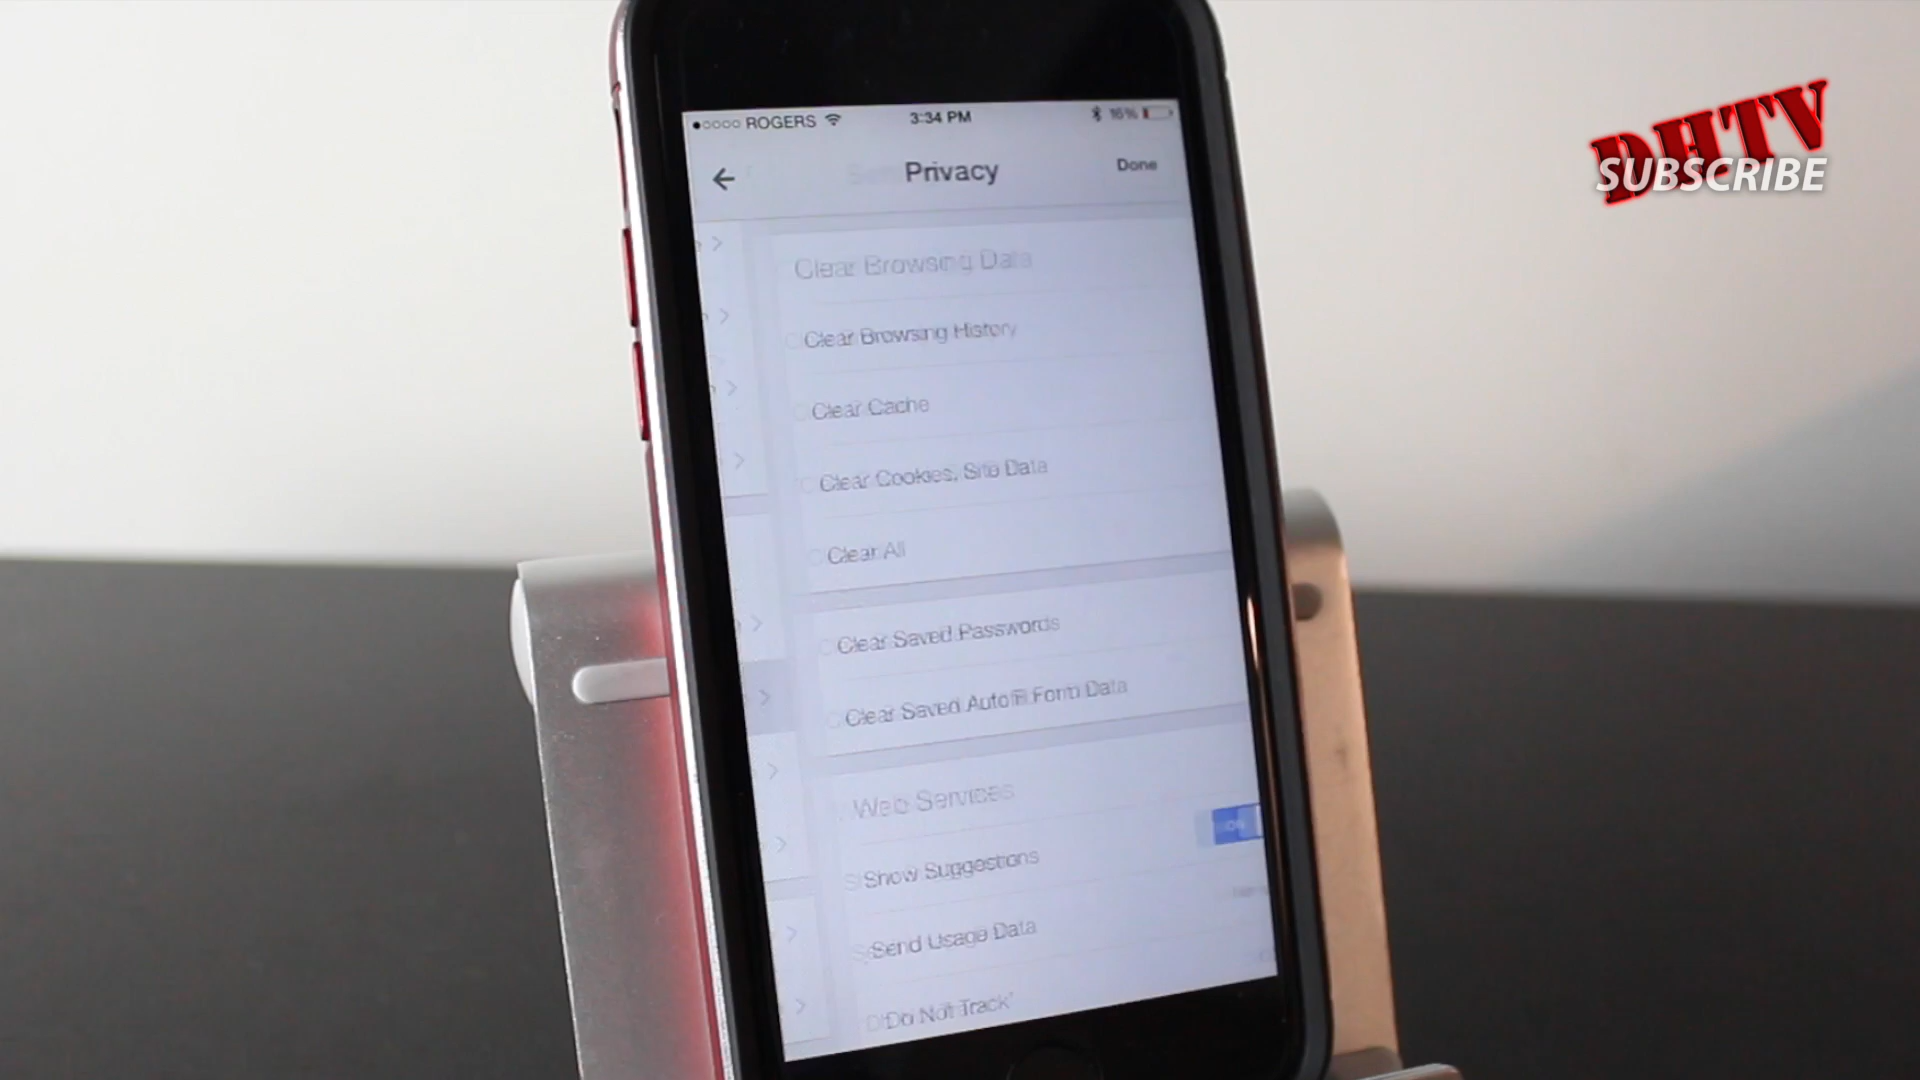 ROGERS 3:34 PM 16%
Privacy
Done
Clear Browsing Data
Clear Browsing History
Clear Cache
Clear Cookies, Site Data
Clear All
Clear Saved Passwords
Clear Saved Autofill Form Data
Web Services
Show Suggestions
ON
Send Usage Data
Do Not Track
DHTV
SUBSCRIBE